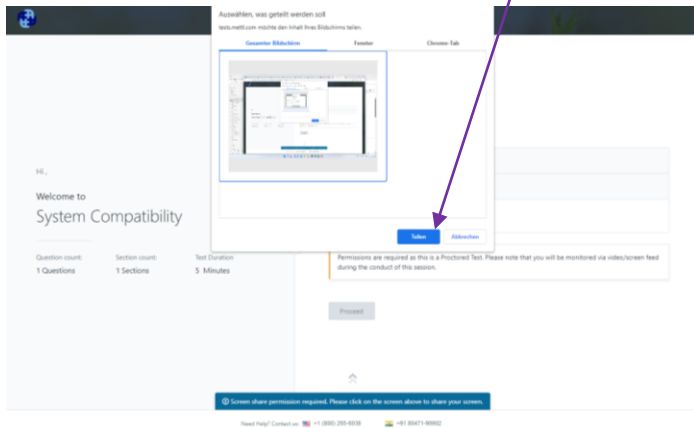 Auswählen, was geteilt werden soll
tests.mettl.com möchte den Inhalt Ihres Bildschirms teilen.
Gesamter Bildschirm
Fenster
Chrome-Tab
Teilen
Abbrechen
Hi ,
Welcome to
System Compatibility
Question count:
Section count:
Test Duration:
1 Questions
1 Sections
5 Minutes
Permissions are required as this is a Proctored Test. Please note that you will be monitored via video/screen feed
during the conduct of this session.
Proceed
Screen share permission required. Please click on the screen above to share your screen.
Need Help? Contact us: